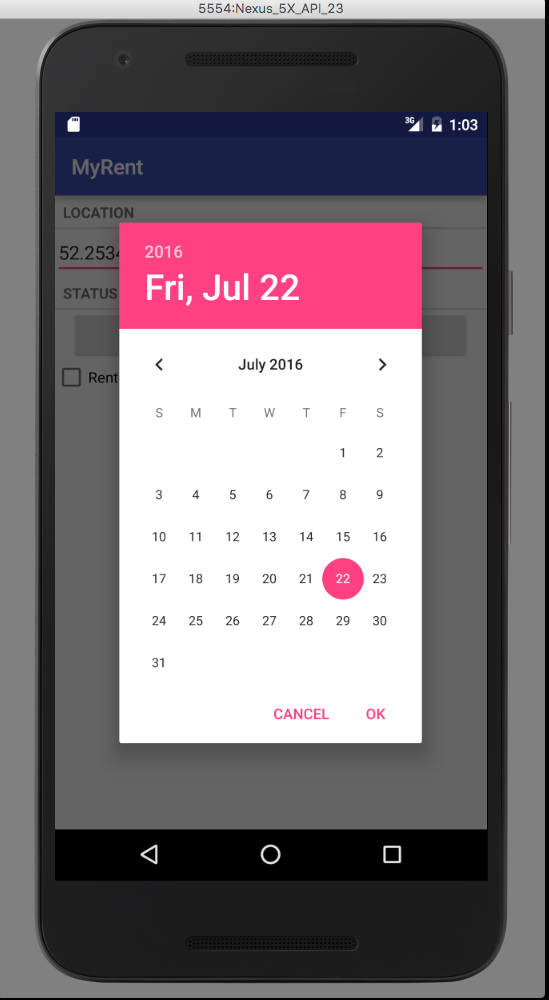 5554:Nexus_5X_API_23
3G 1:03
MyRent
LOCATION
52.2534
STATUS
Rent
2016
Fri, Jul 22
July 2016
S M T W T F S
1 2
3 4 5 6 7 8 9
10 11 12 13 14 15 16
17 18 19 20 21 22 23
24 25 26 27 28 29 30
31
CANCEL OK